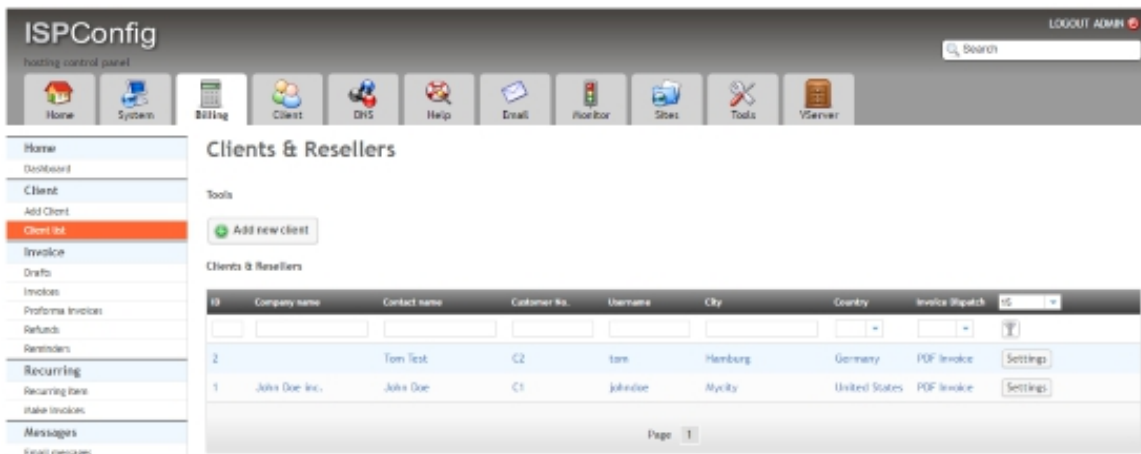 ISPConfig
hosting control panel
LOGOUT ADMIN
Search
Home System Billing Client DNS Help Email Monitor Sites Tools VServer
Home
Dashboard
Client
Add Client
Client list
Invoice
Drafts
Invoices
Proforma Invoices
Refunds
Reminders
Recurring
Recurring item
Make Invoices
Messages
Email messages
Clients & Resellers
Tools
Add new client
Clients & Resellers
ID Company name Contact name Customer No. Username City Country Invoice Dispatch 15
2 Tom Test C2 tom Hamburg Germany PDF Invoice Settings
1 John Doe inc. John Doe C1 johndoe Mycity United States PDF Invoice Settings
Page 1